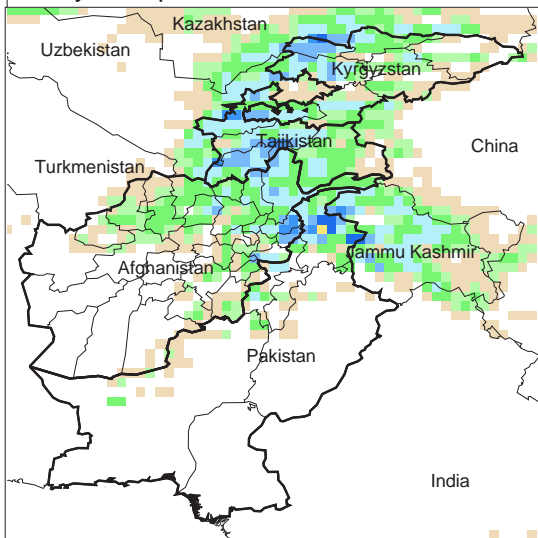 Kazakhstan
Uzbekistan
Kyrgyzstan
Tajikistan
China
Turkmenistan
Jammu Kashmir
Afghanistan
Pakistan
India